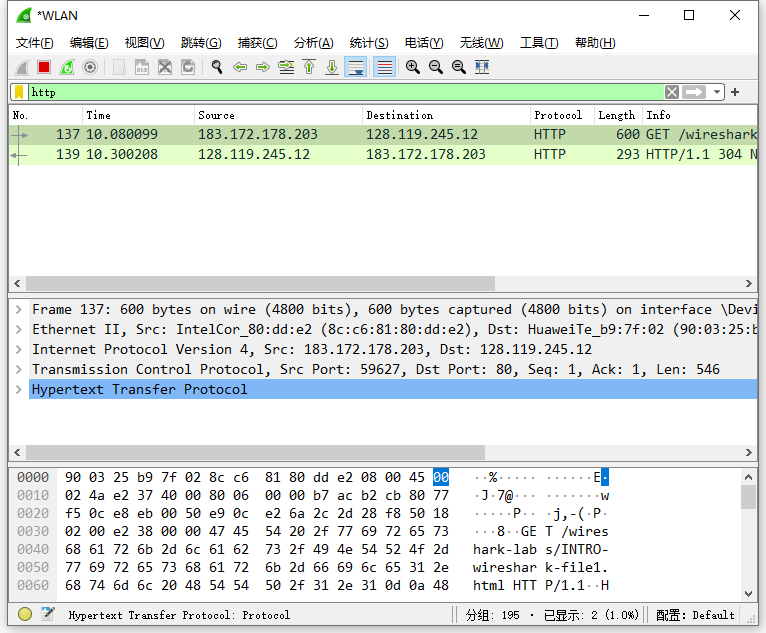 *WLAN
文件(F) 编辑(E) 视图(V) 跳转(G) 捕获(C) 分析(A) 统计(S) 电话(Y) 无线(W) 工具(T) 帮助(H)
http
No. Time Source Destination Protocol Length Info
137 10.080099 183.172.178.203 128.119.245.12 HTTP 600 GET /wireshark
139 10.300208 128.119.245.12 183.172.178.203 HTTP 293 HTTP/1.1 304 N
Frame 137: 600 bytes on wire (4800 bits), 600 bytes captured (4800 bits) on interface \Devi
Ethernet II, Src: IntelCor_80:dd:e2 (8c:c6:81:80:dd:e2), Dst: HuaweiTe_b9:7f:02 (90:03:25:b
Internet Protocol Version 4, Src: 183.172.178.203, Dst: 128.119.245.12
Transmission Control Protocol, Src Port: 59627, Dst Port: 80, Seq: 1, Ack: 1, Len: 546
Hypertext Transfer Protocol
0000 90 03 25 b9 7f 02 8c c6 81 80 dd e2 08 00 45 00 ··%····· ······E·
0010 02 4a e2 37 40 00 80 06 00 00 b7 ac b2 cb 80 77 ·J·7@··· ·······w
0020 f5 0c e8 eb 00 50 e9 0c e2 6a 2c 2d 28 f8 50 18 ·····P·· ·j,-(·P·
0030 02 00 e2 38 00 00 47 45 54 20 2f 77 69 72 65 73 ···8··GE T /wires
0040 68 61 72 6b 2d 6c 61 62 73 2f 49 4e 54 52 4f 2d hark-lab s/INTRO-
0050 77 69 72 65 73 68 61 72 6b 2d 66 69 6c 65 31 2e wireshar k-file1.
0060 68 74 6d 6c 20 48 54 54 50 2f 31 2e 31 0d 0a 48 html HTT P/1.1··H
Hypertext Transfer Protocol: Protocol 分组: 195 · 已显示: 2 (1.0%) 配置: Default